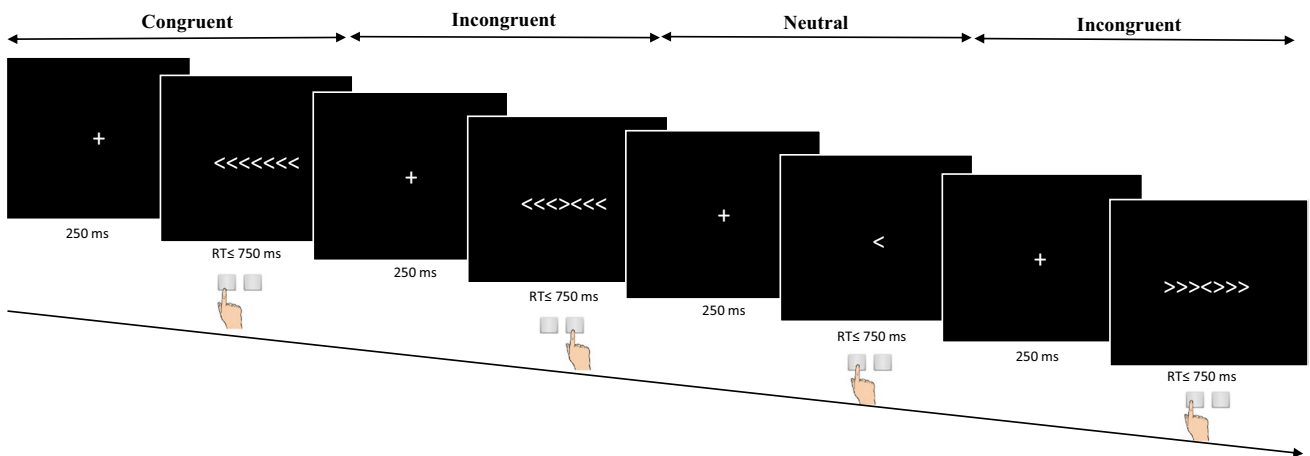 Congruent
Incongruent
Neutral
Incongruent
+
250 ms
<<<<<<<
RT≤ 750 ms
+
250 ms
<<<><<<
RT≤ 750 ms
+
250 ms
<
RT≤ 750 ms
+
250 ms
>>><>>>
RT≤ 750 ms